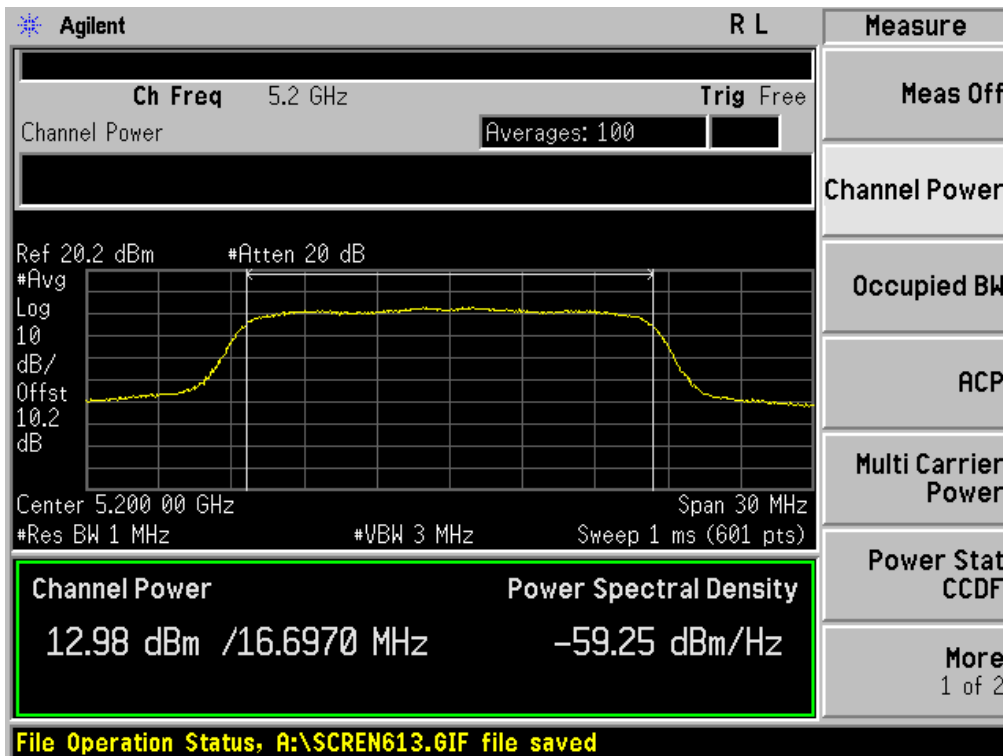 Agilent R L Measure
Ch Freq 5.2 GHz Trig Free
Meas Off
Channel Power Averages: 100
Channel Power
Ref 20.2 dBm #Atten 20 dB
#Avg
Log
10
dB/
Offst
10.2
dB
Occupied BW
ACP
Multi Carrier
Power
Center 5.200 00 GHz Span 30 MHz
#Res BW 1 MHz #VBW 3 MHz Sweep 1 ms (601 pts)
Power Stat
CCDF
Channel Power Power Spectral Density
12.98 dBm /16.6970 MHz -59.25 dBm/Hz
More
1 of 2
File Operation Status, A:\SCREN613.GIF file saved